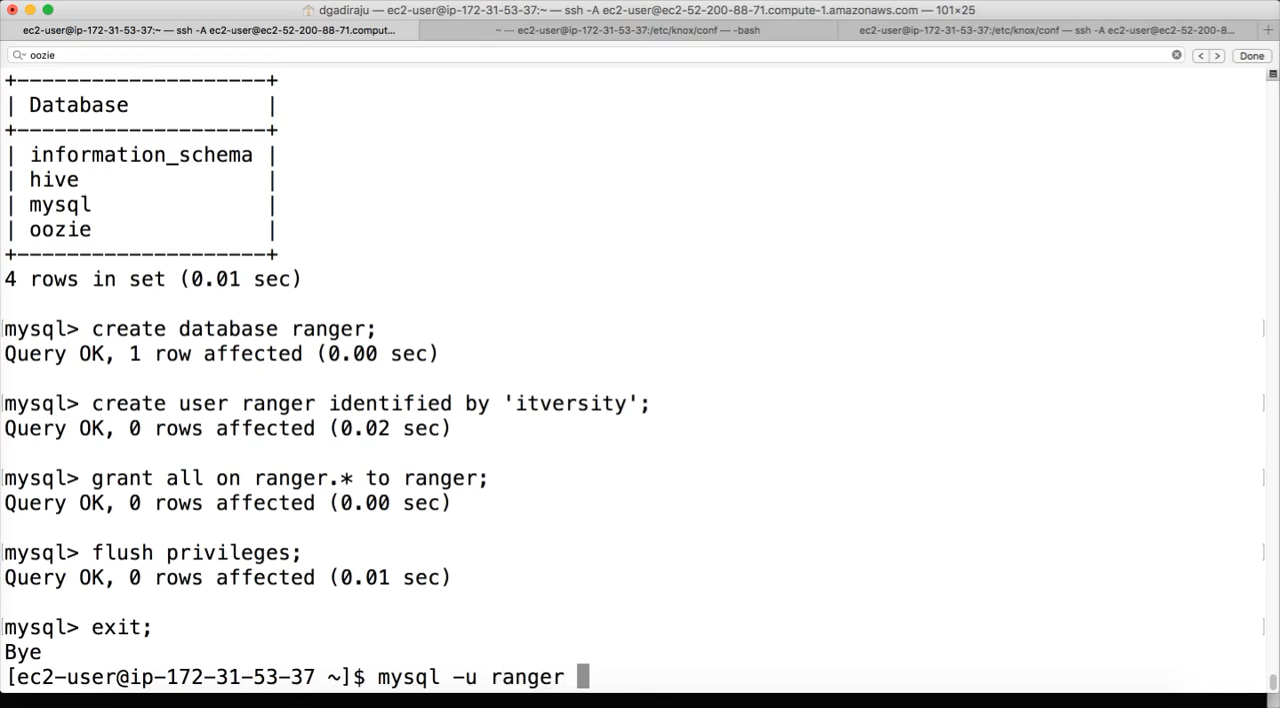 dgadiraju — ec2-user@ip-172-31-53-37:~ — ssh -A ec2-user@ec2-52-200-88-71.compute-1.amazonaws.com — 101×25
ec2-user@ip-172-31-53-37:~ — ssh -A ec2-user@ec2-52-200-88-71.comput...
~ — ec2-user@ip-172-31-53-37:/etc/knox/conf — -bash
ec2-user@ip-172-31-53-37:/etc/knox/conf — ssh -A ec2-user@ec2-52-200-8...
oozie
Done
+--------------------+
| Database           |
+--------------------+
| information_schema |
| hive               |
| mysql              |
| oozie              |
+--------------------+
4 rows in set (0.01 sec)
mysql> create database ranger;
Query OK, 1 row affected (0.00 sec)
mysql> create user ranger identified by 'itversity';
Query OK, 0 rows affected (0.02 sec)
mysql> grant all on ranger.* to ranger;
Query OK, 0 rows affected (0.00 sec)
mysql> flush privileges;
Query OK, 0 rows affected (0.01 sec)
mysql> exit;
Bye
[ec2-user@ip-172-31-53-37 ~]$ mysql -u ranger